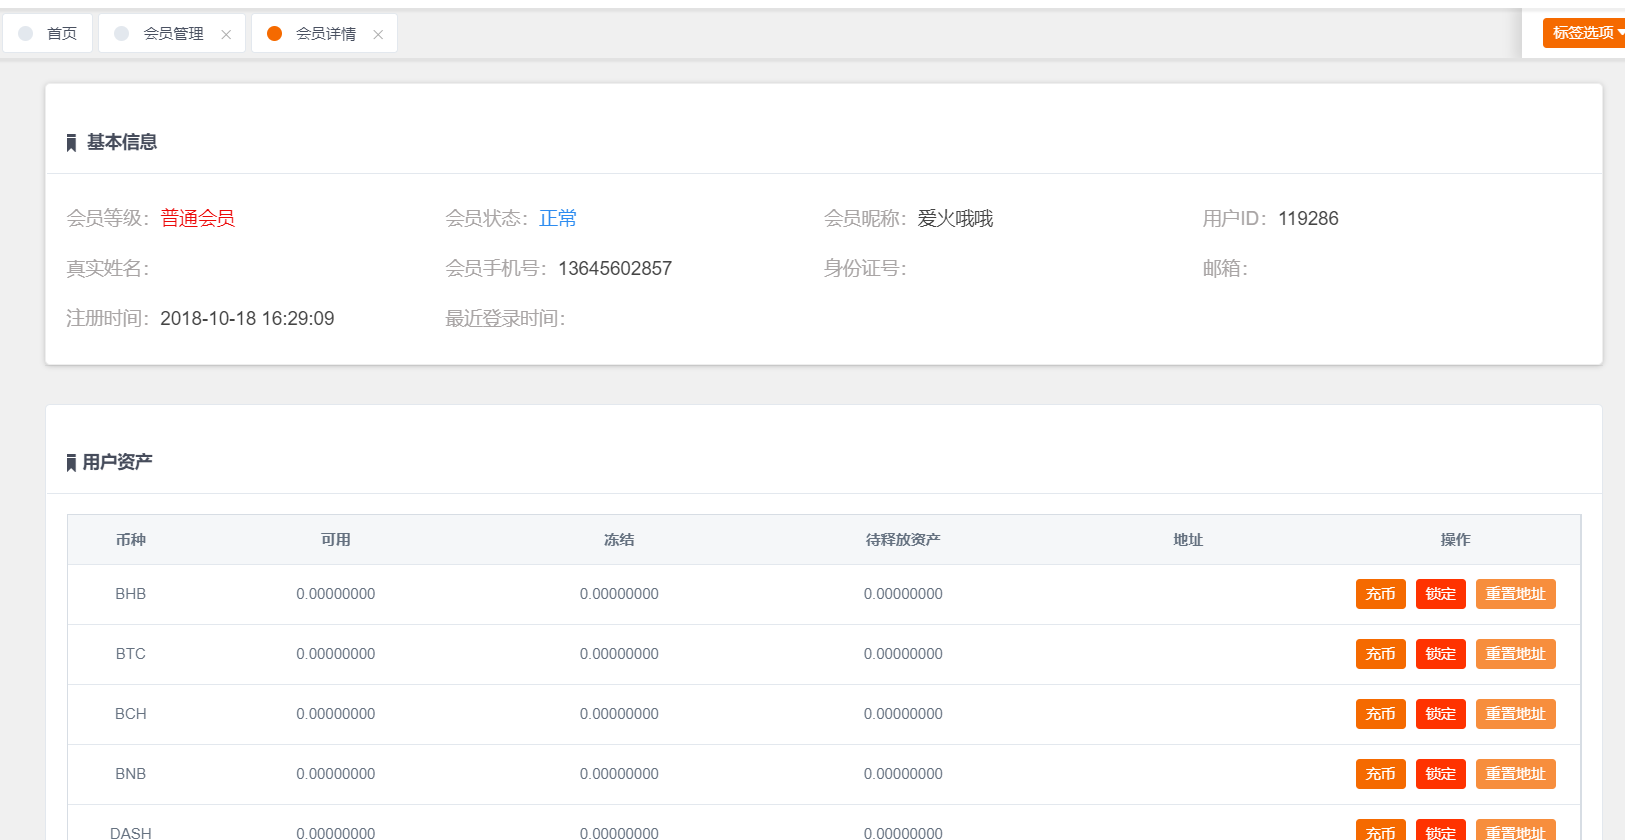 首页 会员管理 会员详情 标签选项
基本信息
会员等级： 普通会员 会员状态： 正常 会员昵称： 爱火哦哦 用户ID： 119286
真实姓名： 会员手机号： 13645602857 身份证号： 邮箱：
注册时间： 2018-10-18 16:29:09 最近登录时间：
用户资产
币种 可用 冻结 待释放资产 地址 操作
BHB 0.00000000 0.00000000 0.00000000 充币 锁定 重置地址
BTC 0.00000000 0.00000000 0.00000000 充币 锁定 重置地址
BCH 0.00000000 0.00000000 0.00000000 充币 锁定 重置地址
BNB 0.00000000 0.00000000 0.00000000 充币 锁定 重置地址
DASH 0.00000000 0.00000000 0.00000000 充币 锁定 重置地址